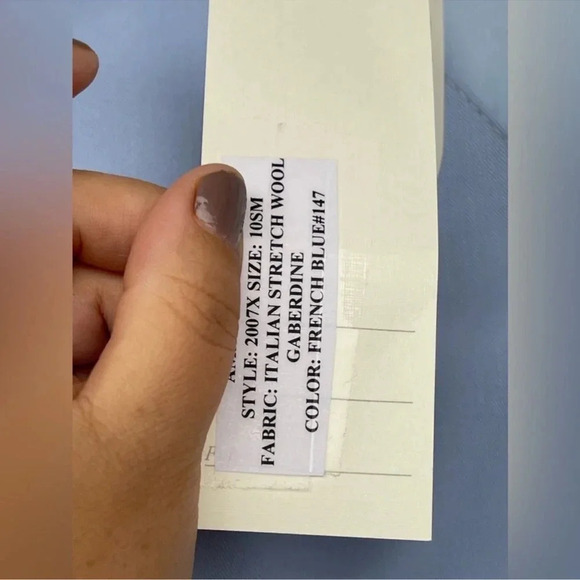 STYLE: 2007X SIZE: 10SM
FABRIC: ITALIAN STRETCH WOOL
GABERDINE
COLOR: FRENCH BLUE#147